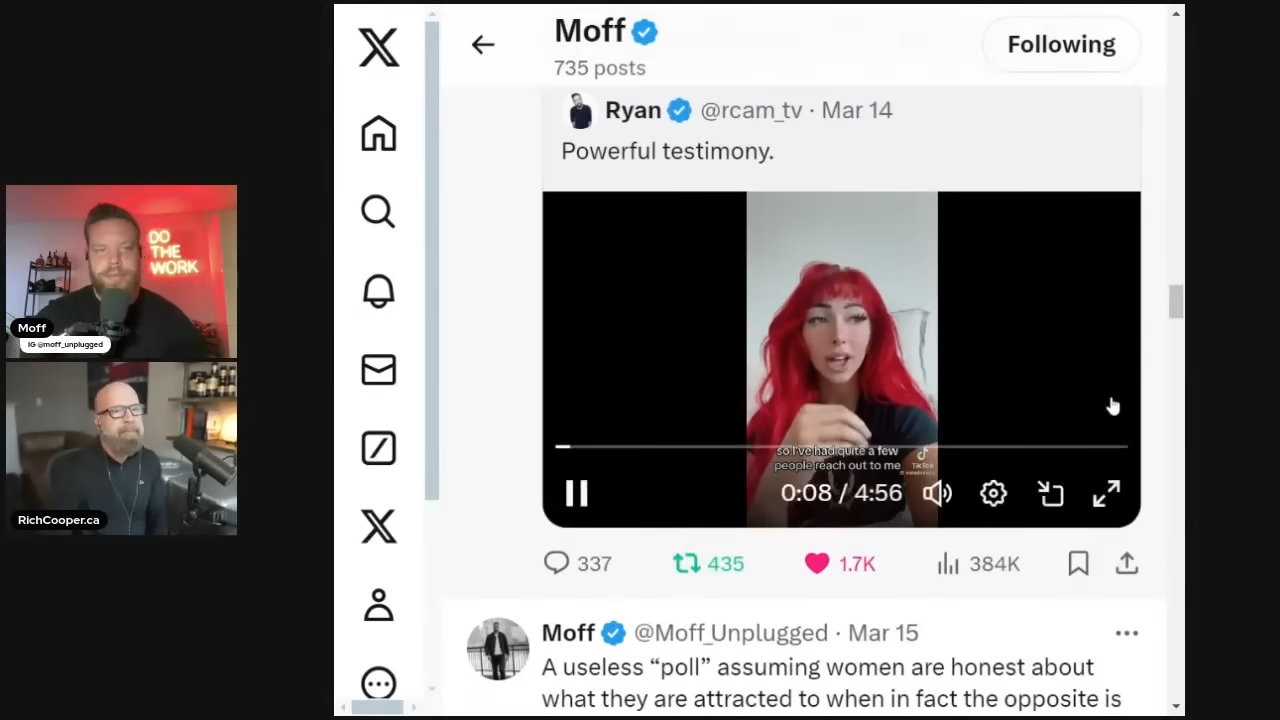 DO
THE
WORK
Moff
IG @moff_unplugged
RichCooper.ca
Moff
735 posts
Following
Ryan @rcam_tv · Mar 14
Powerful testimony.
so I've had quite a few
people reach out to me
TikTok
0:08 / 4:56
337 435 1.7K 384K
Moff @Moff_Unplugged · Mar 15
A useless “poll” assuming women are honest about
what they are attracted to when in fact the opposite is